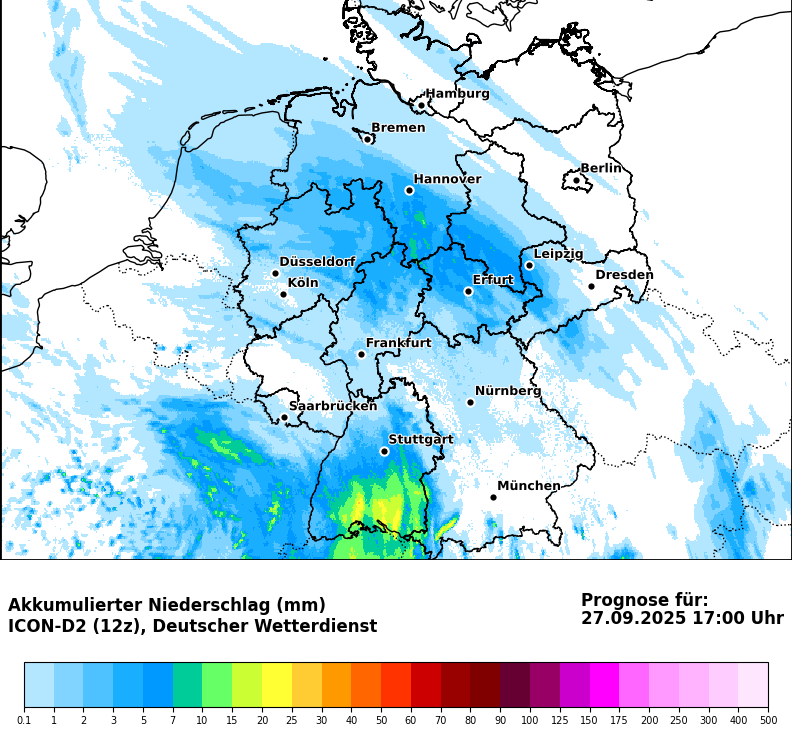 Hamburg
Bremen
Berlin
Hannover
Leipzig
Düsseldorf
Dresden
Köln
Erfurt
Frankfurt
Nürnberg
Saarbrücken
Stuttgart
München
Akkumulierter Niederschlag (mm)
ICON-D2 (12z), Deutscher Wetterdienst
Prognose für:
27.09.2025 17:00 Uhr
0.1 1 2 3 5 7 10 15 20 25 30 40 50 60 70 80 90 100 125 150 175 200 250 300 400 500